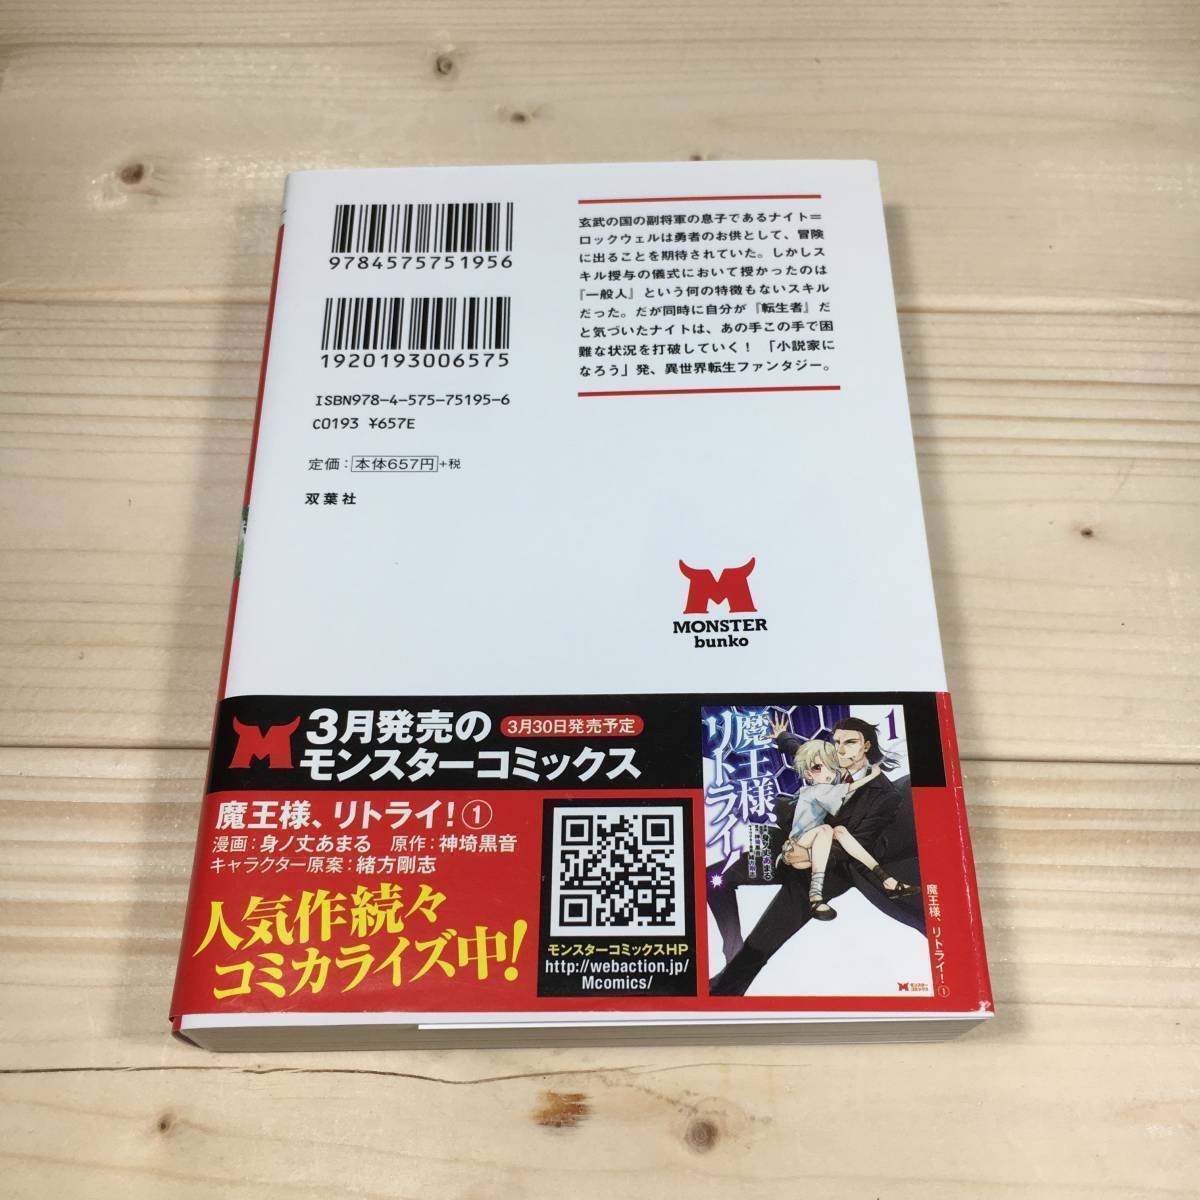 9784575751956
1920193006575
ISBN978-4-575-75195-6
C0193 ¥657E
定価：本体657円+税
双葉社
玄武の国の副将軍の息子であるナイト＝
ロックウェルは勇者のお供として、冒険
に出ることを期待されていた。しかしス
キル授与の儀式において授かったのは
『一般人』という何の特徴もないスキル
だった。だが同時に自分が『転生者』だ
と気づいたナイトは、あの手この手で困
難な状況を打破していく！「小説家に
なろう」発、異世界転生ファンタジー。
MONSTER
bunko
3月発売の
3月30日発売予定
モンスターコミックス
魔王様、リトライ！①
漫画：身ノ丈あまる 原作：神埼黒音
キャラクター原案：緒方剛志
人気作続々
コミカライズ中！
モンスターコミックスHP
http://webaction.jp/
Mcomics/
1
魔王様、
リトライ！
魔王様、リトライ！①
モンスター
コミックス